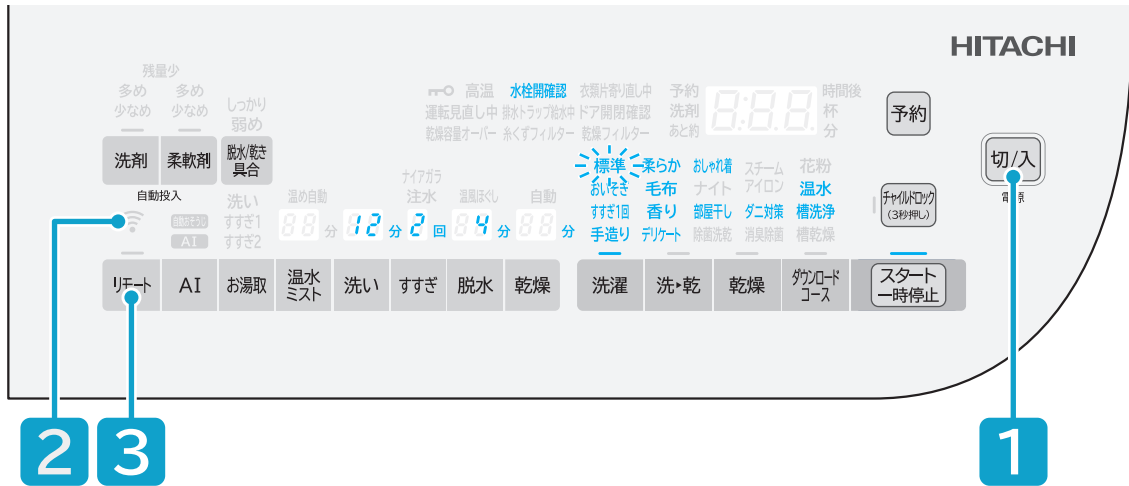 HITACHI
残量少
多め 多め
少なめ 少なめ
しっかり
弱め
高温 水栓開確認 衣類片寄り直し中
運転見直し中 排水トラップ給水中 ドア開閉確認
乾燥容量オーバー 糸くずフィルター 乾燥フィルター
予約 時間後
洗剤 8:88 杯
あと約 分
予約
洗剤 柔軟剤 脱水/乾き具合
自動投入
切/入
電源
標準 柔らか おしゃれ着 スチーム 花粉
おいそぎ 毛布 ナイト アイロン 温水
すすぎ1回 香り 部屋干し ダニ対策 槽洗浄
手造り デリケート 除菌洗乾 消臭除菌 槽乾燥
チャイルドロック
(3秒押し)
洗い
自動おそうじ すすぎ1
AI すすぎ2
温め自動 ナイアガラ 注水 温風ほぐし 自動
88 分 12 分 2 回 4 分 88 分
リモート AI お湯取 温水ミスト 洗い すすぎ 脱水 乾燥
洗濯 洗▸乾 乾燥 ダウンロードコース
スタート
一時停止
2 3 1